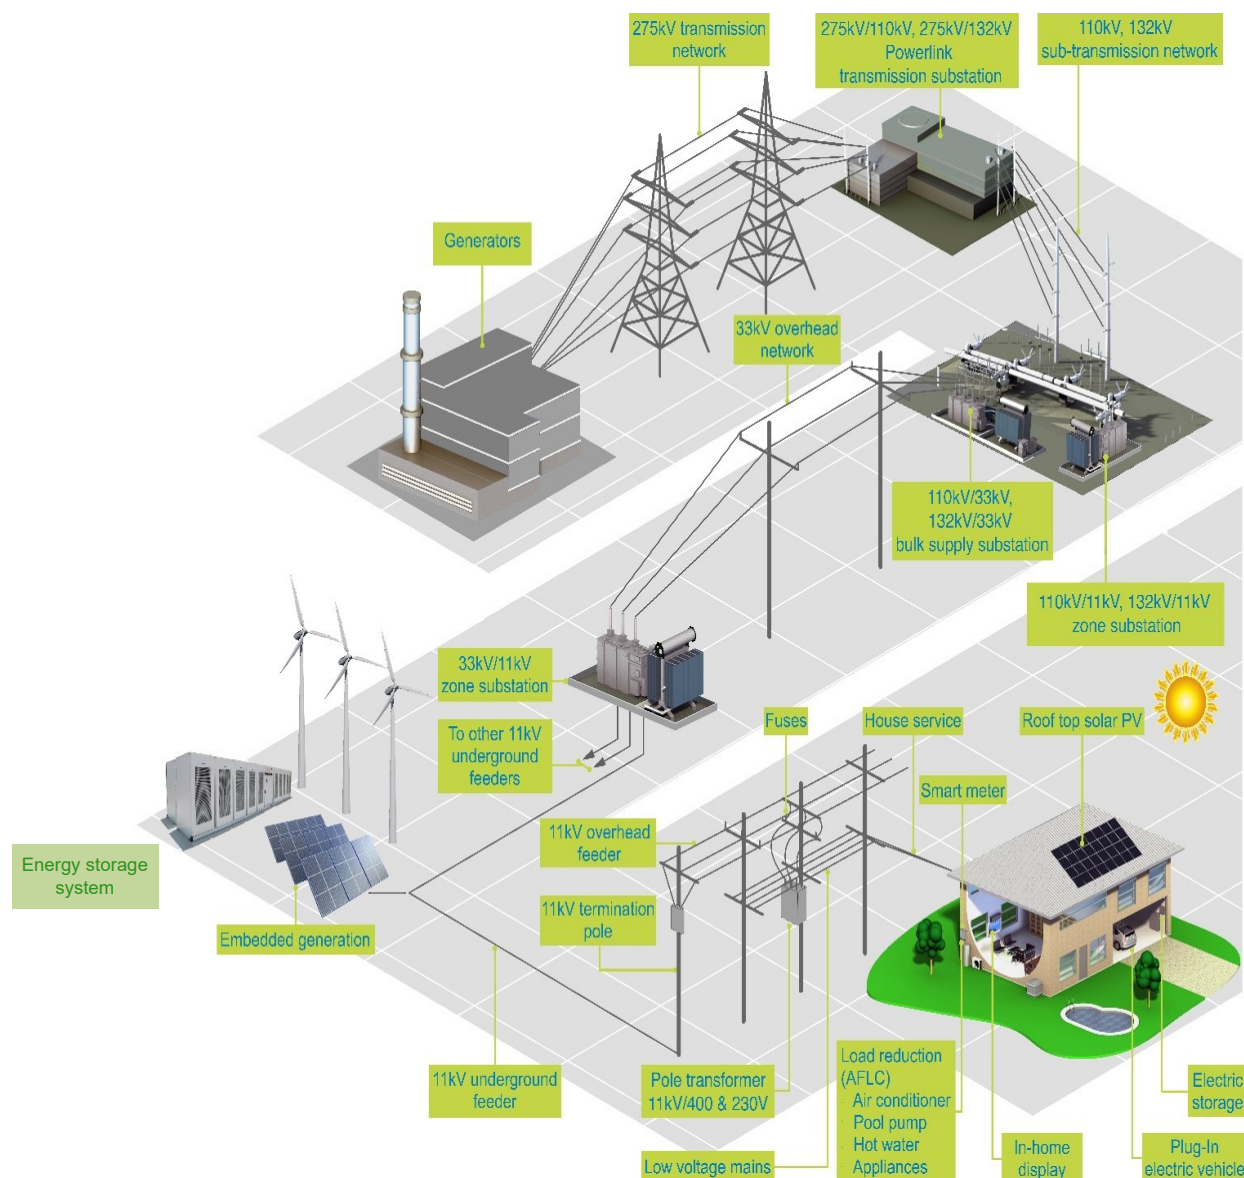 275kV transmission
network
275kV/110kV, 275kV/132kV
Powerlink
transmission substation
110kV, 132kV
sub-transmission network
Generators
33kV overhead
network
110kV/33kV,
132kV/33kV
bulk supply substation
110kV/11kV, 132kV/11kV
zone substation
33kV/11kV
zone substation
To other 11kV
underground
feeders
Fuses
House service
Roof top solar PV
Smart meter
11kV overhead
feeder
Energy storage
system
11kV termination
pole
Embedded generation
11kV underground
feeder
Pole transformer
11kV/400 & 230V
Low voltage mains
Load reduction
(AFLC)
Air conditioner
Pool pump
Hot water
Appliances
In-home
display
Plug-In
electric vehicle
Electric
storage